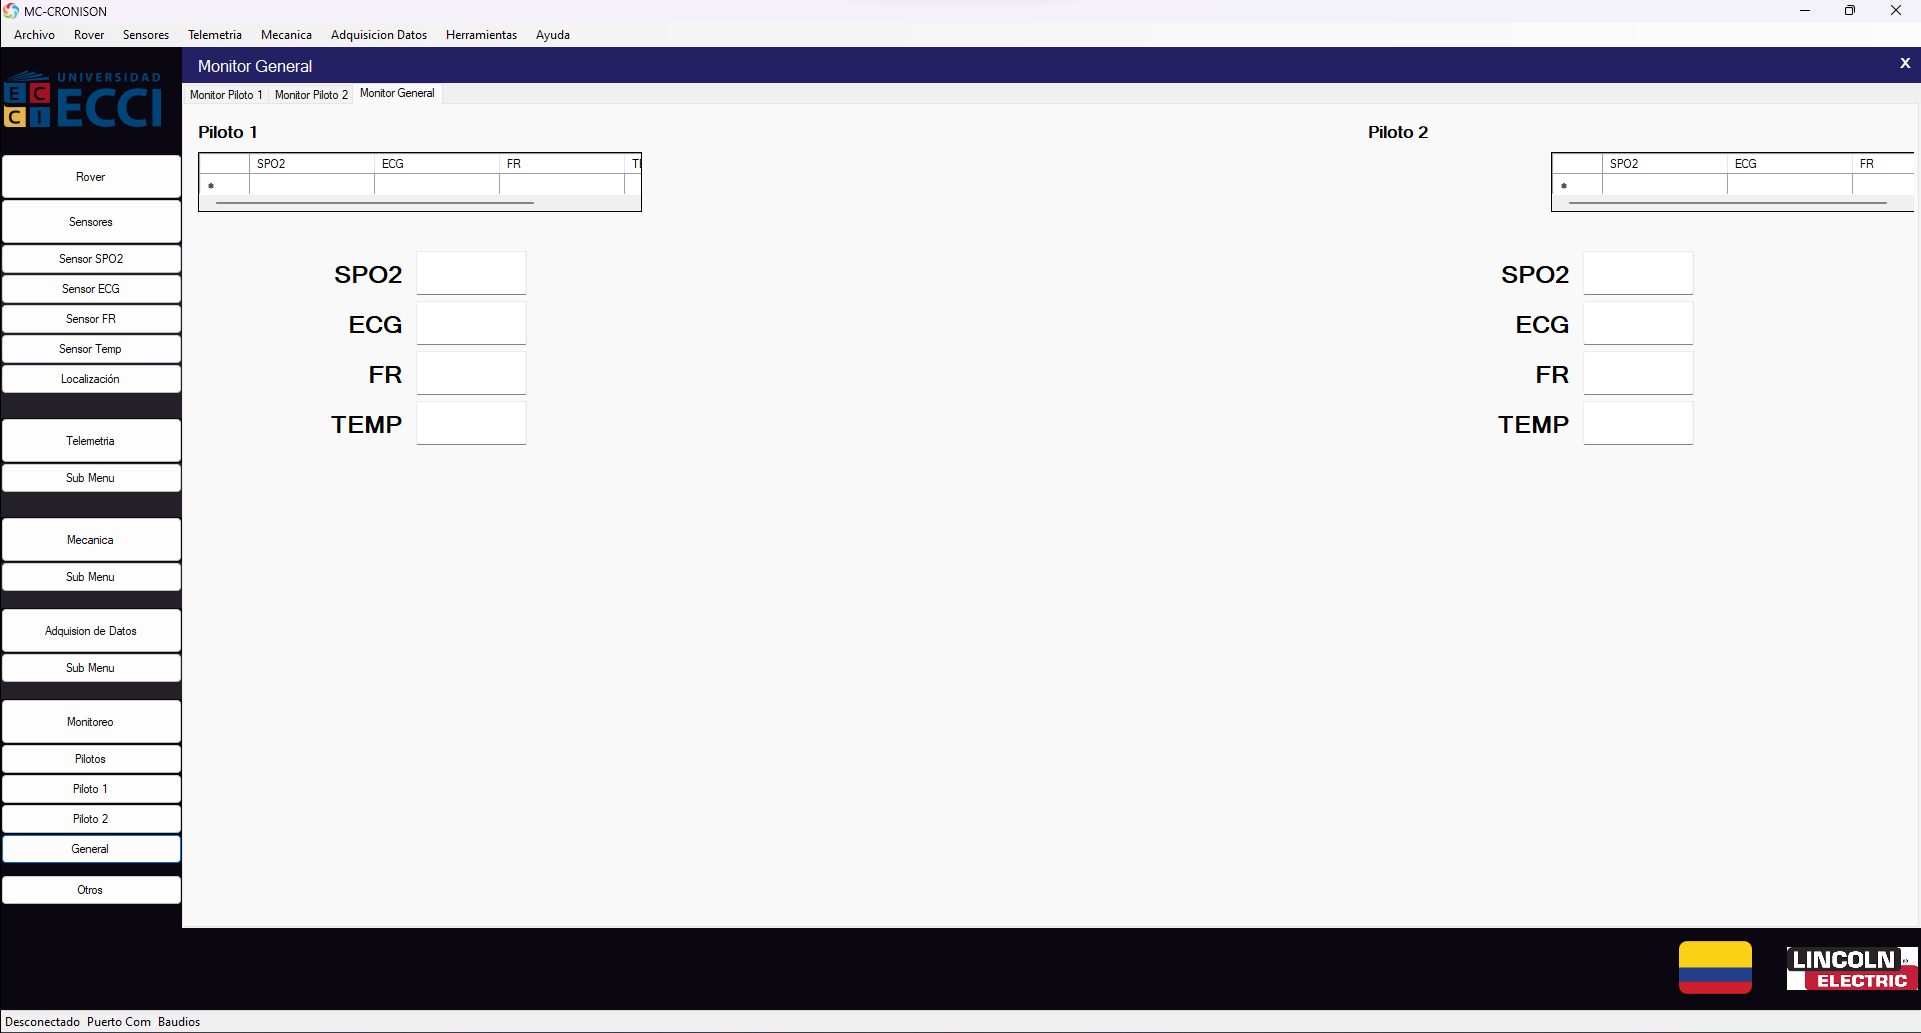 MC-CRONISON
Archivo Rover Sensores Telemetria Mecanica Adquisicion Datos Herramientas Ayuda
UNIVERSIDAD
ECCI
E C
C I
Monitor General X
Monitor Piloto 1 Monitor Piloto 2 Monitor General
Rover
Sensores
Sensor SPO2
Sensor ECG
Sensor FR
Sensor Temp
Localización
Telemetria
Sub Menu
Mecanica
Sub Menu
Adquision de Datos
Sub Menu
Monitoreo
Pilotos
Piloto 1
Piloto 2
General
Otros
Piloto 1
SPO2 ECG FR
SPO2
ECG
FR
TEMP
Piloto 2
SPO2 ECG FR
SPO2
ECG
FR
TEMP
LINCOLN
ELECTRIC
Desconectado Puerto Com Baudios